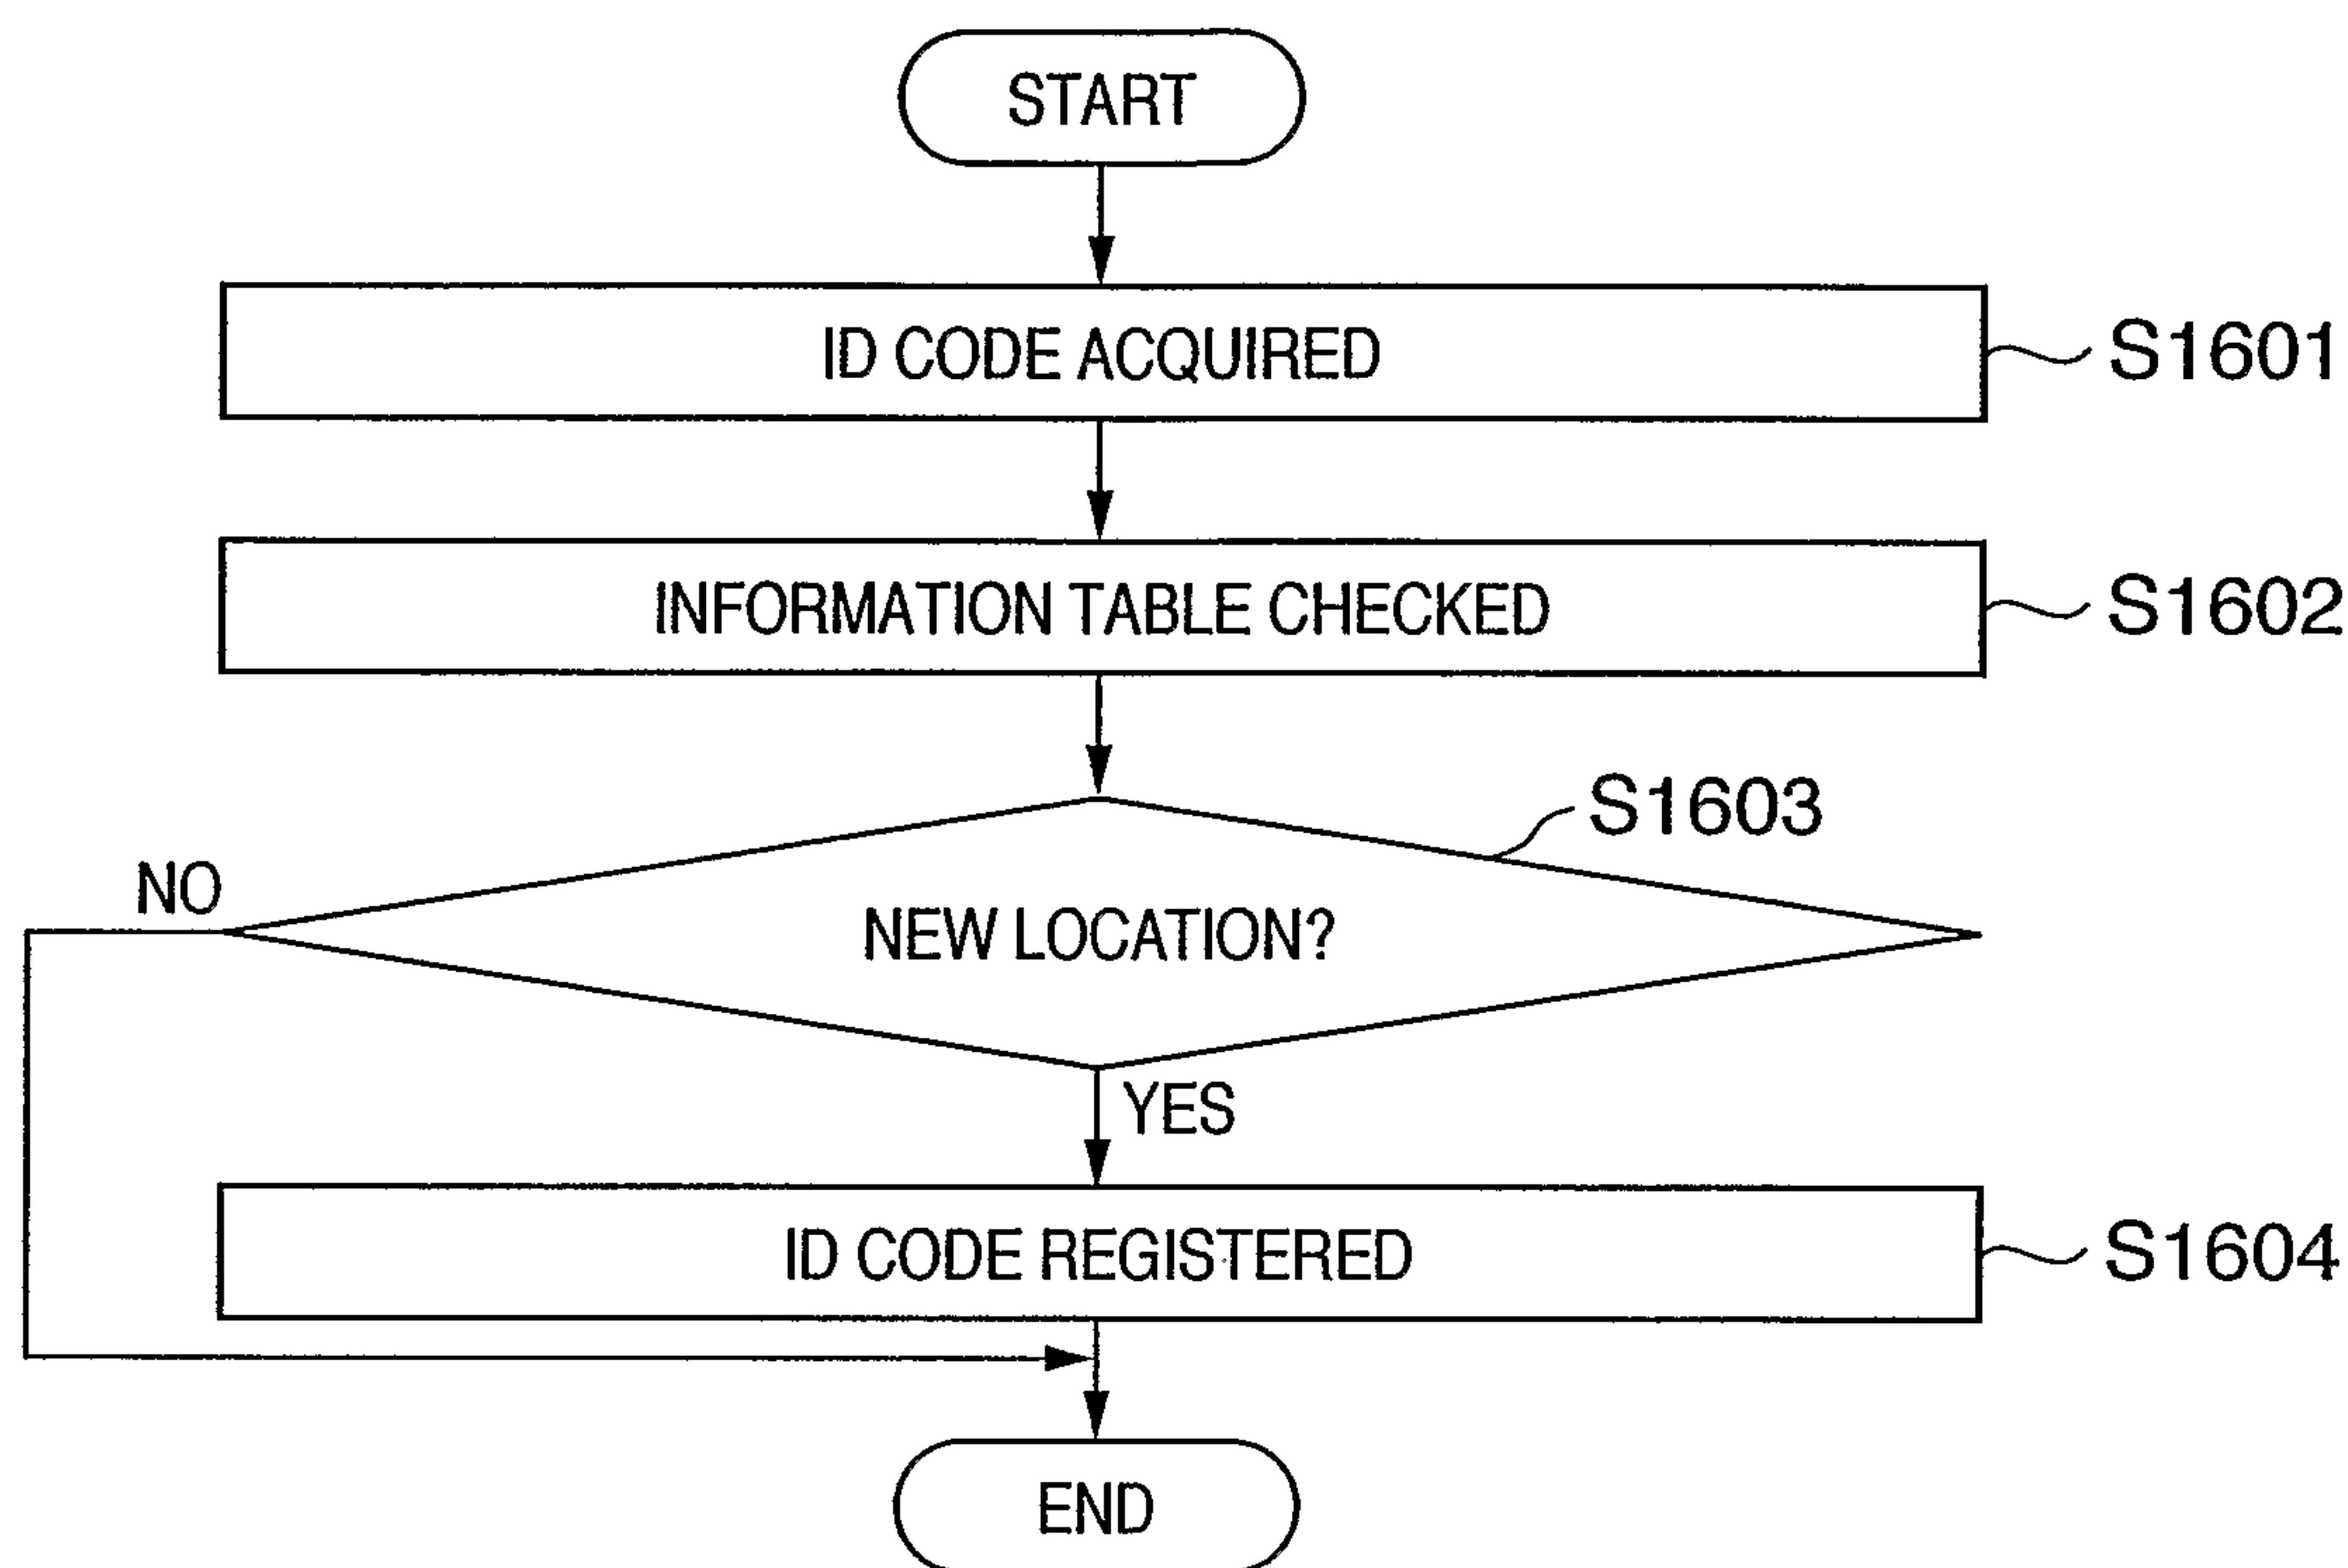 START
ID CODE ACQUIRED
S1601
INFORMATION TABLE CHECKED
S1602
S1603
NO
NEW LOCATION?
YES
ID CODE REGISTERED
S1604
END